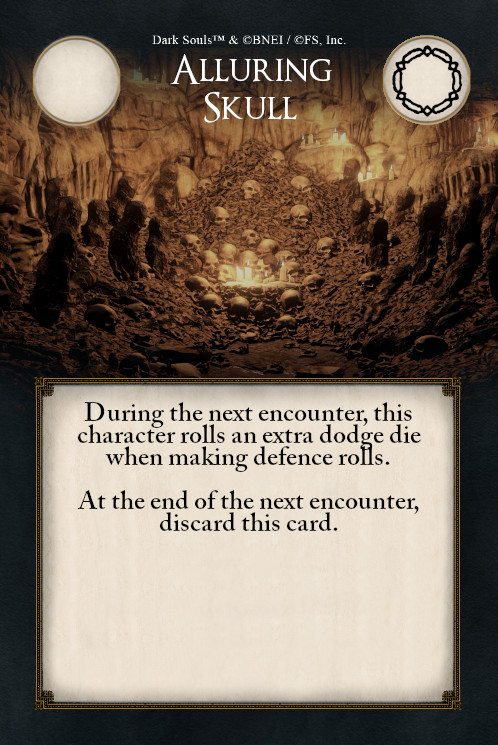 Dark Souls™ & ©BNEI / ©FS, Inc.
Alluring
Skull
During the next encounter, this
character rolls an extra dodge die
when making defence rolls.
At the end of the next encounter,
discard this card.